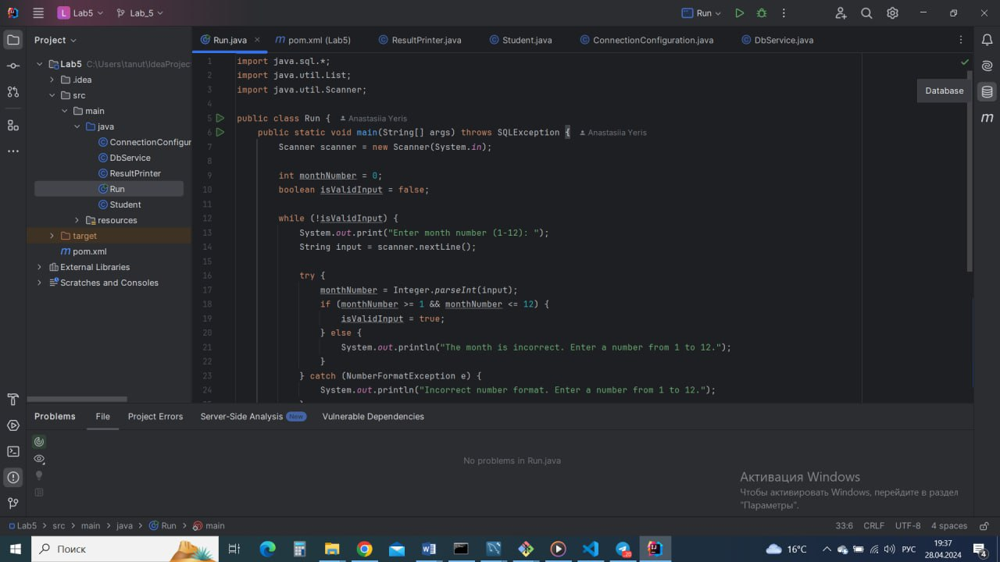 L Lab5 Lab_5 Run
Project
Run.java pom.xml (Lab5) ResultPrinter.java Student.java ConnectionConfiguration.java DbService.java
Lab5 C:\Users\tanut\IdeaProjec
.idea
src
main
java
ConnectionConfigur
DbService
ResultPrinter
Run
Student
resources
target
pom.xml
External Libraries
Scratches and Consoles
1 import java.sql.*;
2 import java.util.List;
3 import java.util.Scanner;
4
5 public class Run { Anastasiia Yeris
6 public static void main(String[] args) throws SQLException { Anastasiia Yeris
7 Scanner scanner = new Scanner(System.in);
8
9 int monthNumber = 0;
10 boolean isValidInput = false;
11
12 while (!isValidInput) {
13 System.out.print("Enter month number (1-12): ");
14 String input = scanner.nextLine();
15
16 try {
17 monthNumber = Integer.parseInt(input);
18 if (monthNumber >= 1 && monthNumber <= 12) {
19 isValidInput = true;
20 } else {
21 System.out.println("The month is incorrect. Enter a number from 1 to 12.");
22 }
23 } catch (NumberFormatException e) {
24 System.out.println("Incorrect number format. Enter a number from 1 to 12.");
Database
m
Problems File Project Errors Server-Side Analysis New Vulnerable Dependencies
No problems in Run.java
Активация Windows
Чтобы активировать Windows, перейдите в раздел
"Параметры".
Lab5 > src > main > java > Run > main 33:6 CRLF UTF-8 4 spaces
Поиск
16°C РУС
19:37
28.04.2024
4